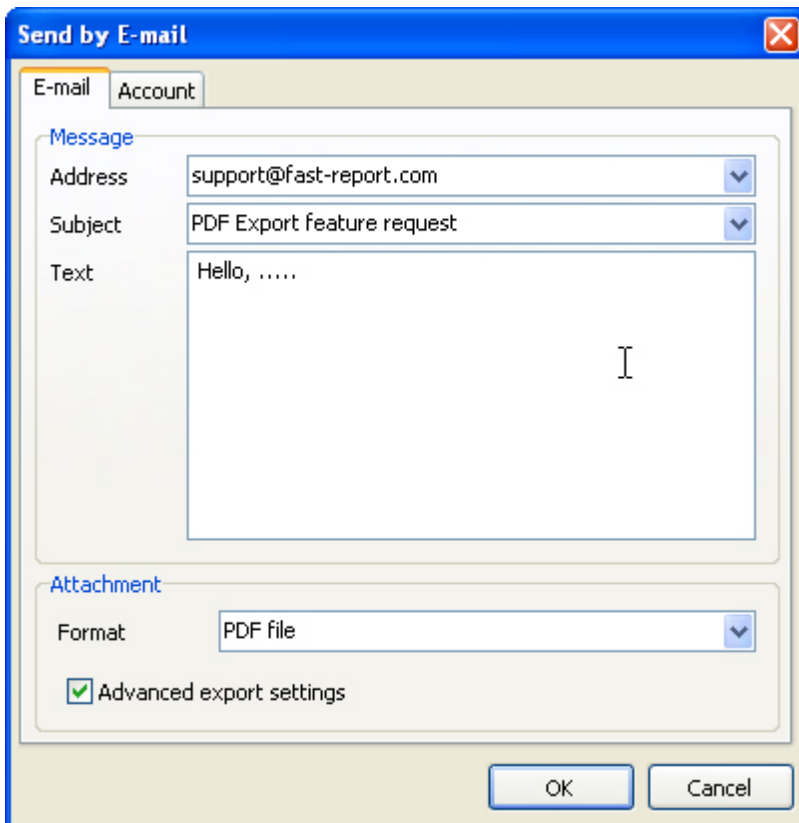 Send by E-mail
E-mail Account
Message
Address support@fast-report.com
Subject PDF Export feature request
Text Hello, .....
Attachment
Format PDF file
Advanced export settings
OK Cancel